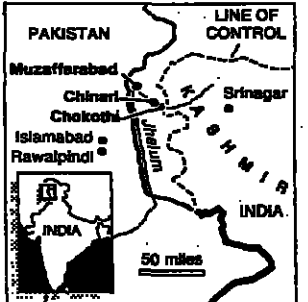 PAKISTAN
LINE OF
CONTROL
Muzaffarabad
Chinari
Chokothi
Srinagar
Jhelum
KASHMIR
Islamabad
Rawalpindi
INDIA
INDIA
50 miles